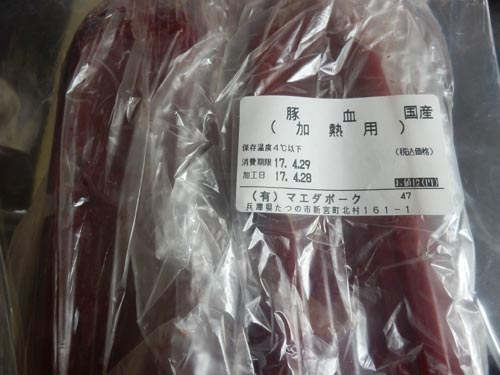 豚血 国産
(加熱用)
保存温度4℃以下
(税込価格)
消費期限 17.4.29
加工日 17.4.28
(有)マエダポーク 47
兵庫県たつの市新宮町北村161-1